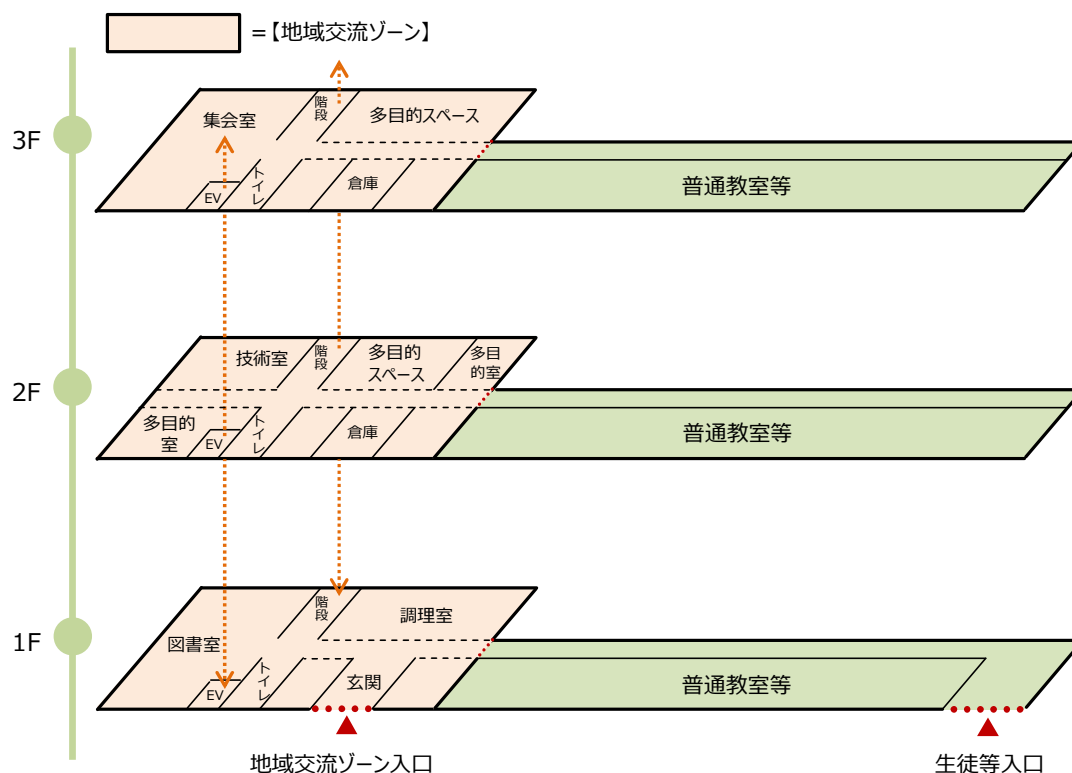 =【地域交流ゾーン】
3F
集会室
階段
多目的スペース
EV
トイレ
倉庫
普通教室等
2F
技術室
階段
多目的
スペース
多目
的室
多目的
室
EV
トイレ
倉庫
普通教室等
1F
図書室
階段
調理室
EV
トイレ
玄関
普通教室等
地域交流ゾーン入口
生徒等入口